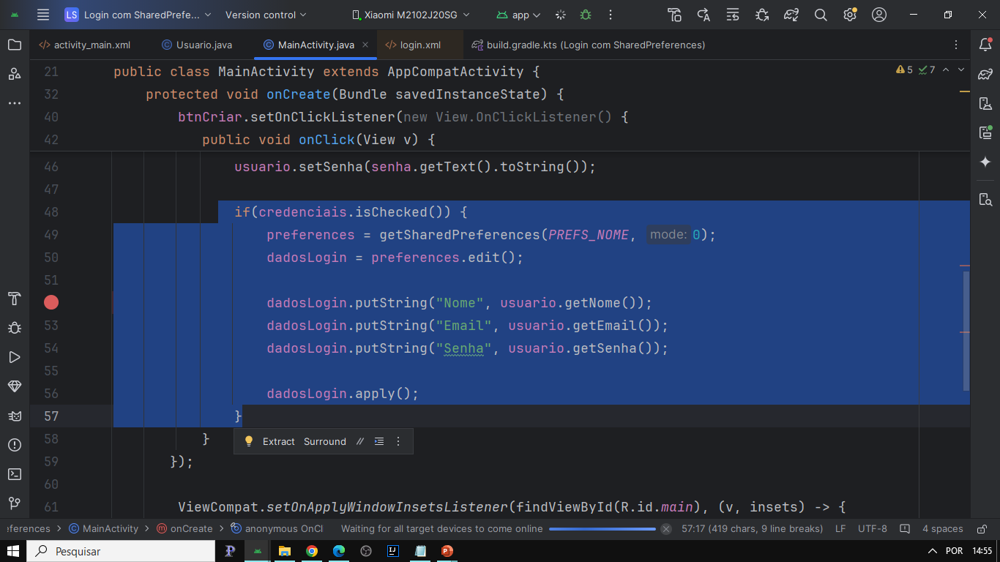 LS Login com SharedPrefe... Version control Xiaomi M2102J20SG app
activity_main.xml Usuario.java MainActivity.java login.xml build.gradle.kts (Login com SharedPreferences)
21 public class MainActivity extends AppCompatActivity { 5 7
32 protected void onCreate(Bundle savedInstanceState) {
40 btnCriar.setOnClickListener(new View.OnClickListener() {
42 public void onClick(View v) {
46 usuario.setSenha(senha.getText().toString());
47
48 if(credenciais.isChecked()) {
49 preferences = getSharedPreferences(PREFS_NOME, mode: 0);
50 dadosLogin = preferences.edit();
51
dadosLogin.putString("Nome", usuario.getNome());
53 dadosLogin.putString("Email", usuario.getEmail());
54 dadosLogin.putString("Senha", usuario.getSenha());
55
56 dadosLogin.apply();
57 }
58 }
Extract Surround
59 });
60
61 ViewCompat.setOnApplyWindowInsetsListener(findViewById(R.id.main), (v, insets) -> {
eferences MainActivity onCreate anonymous OnCl Waiting for all target devices to come online 57:17 (419 chars, 9 line breaks) LF UTF-8 4 spaces
Pesquisar POR 14:55